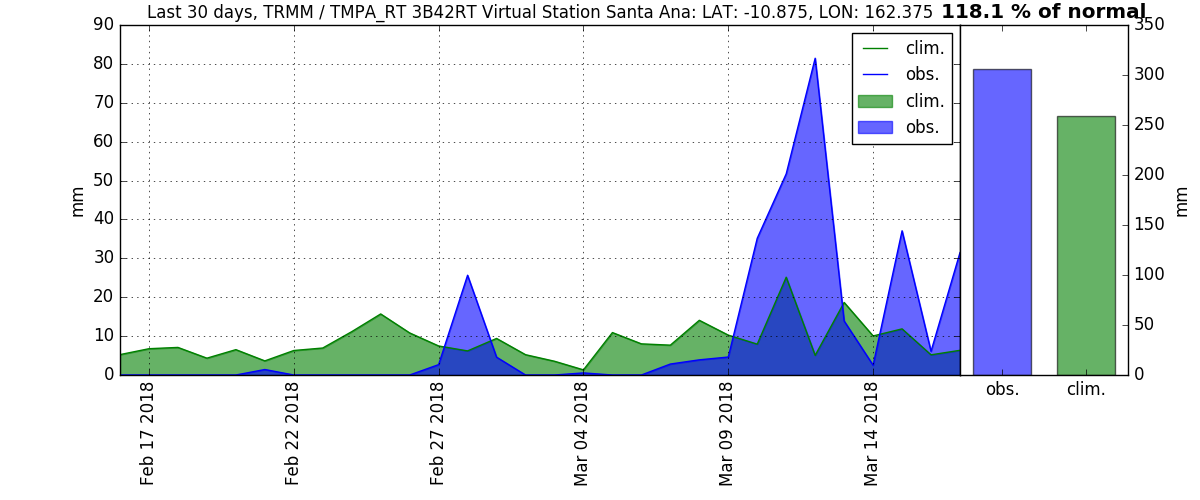 Last 30 days, TRMM / TMPA_RT 3B42RT Virtual Station Santa Ana: LAT: -10.875, LON: 162.375 118.1 % of normal
90
80
70
60
50
40
30
20
10
0
mm
Feb 17 2018
Feb 22 2018
Feb 27 2018
Mar 04 2018
Mar 09 2018
Mar 14 2018
clim.
obs.
clim.
obs.
350
300
250
200
150
100
50
0
mm
obs. clim.